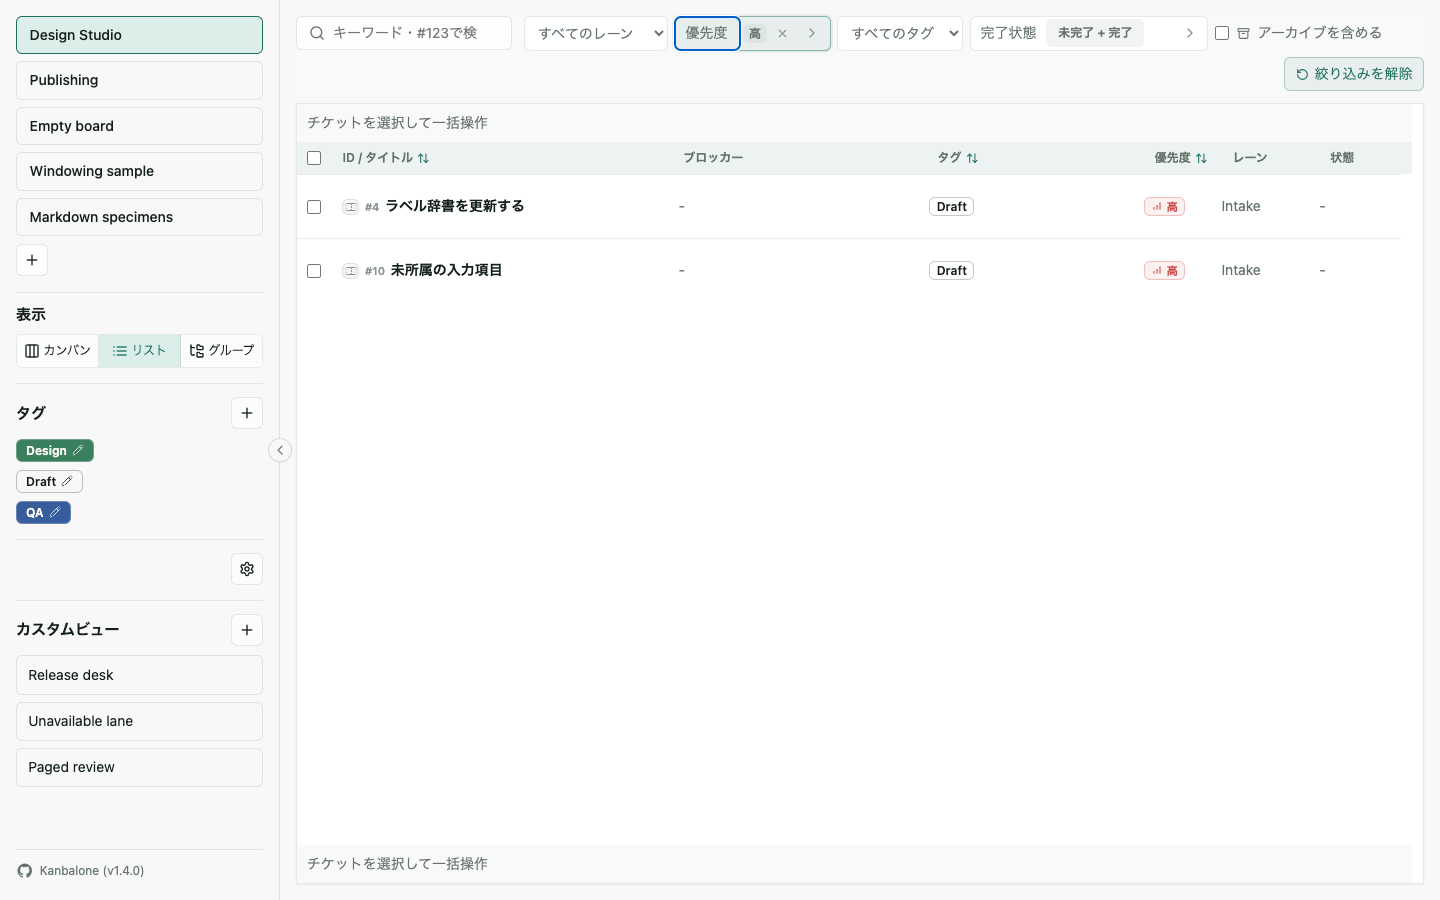 Design Studio
Publishing
Empty board
Windowing sample
Markdown specimens
表示
カンバン リスト グループ
タグ
Design
Draft
QA
カスタムビュー
Release desk
Unavailable lane
Paged review
Kanbalone (v1.4.0)
キーワード・#123で検 すべてのレーン 優先度 高 すべてのタグ 完了状態 未完了 + 完了 アーカイブを含める
絞り込みを解除
チケットを選択して一括操作
ID / タイトル ブロッカー タグ 優先度 レーン 状態
#4 ラベル辞書を更新する - Draft 高 Intake -
#10 未所属の入力項目 - Draft 高 Intake -
チケットを選択して一括操作